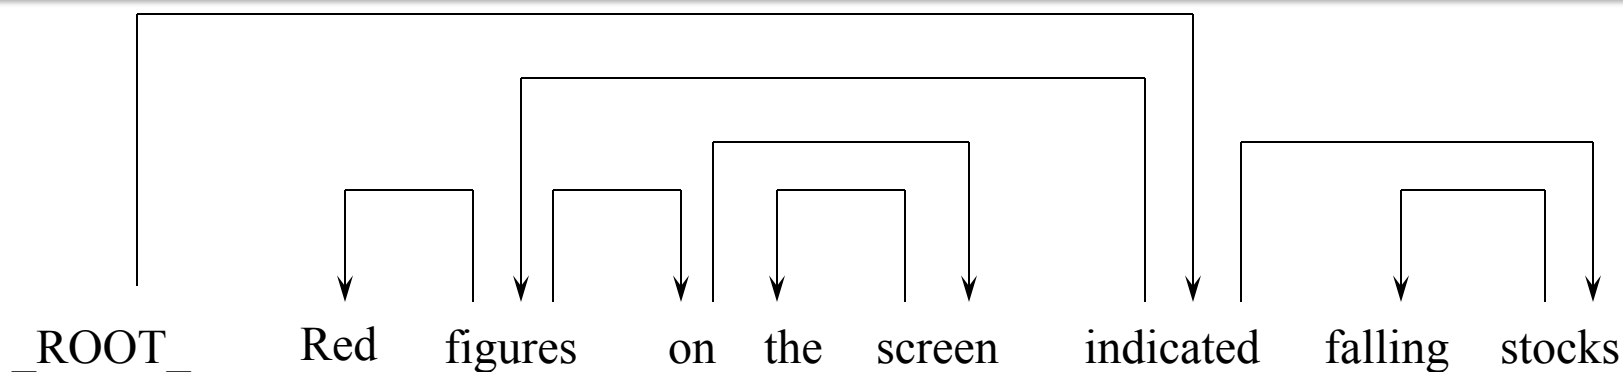 _ROOT_ Red figures on the screen indicated falling stocks